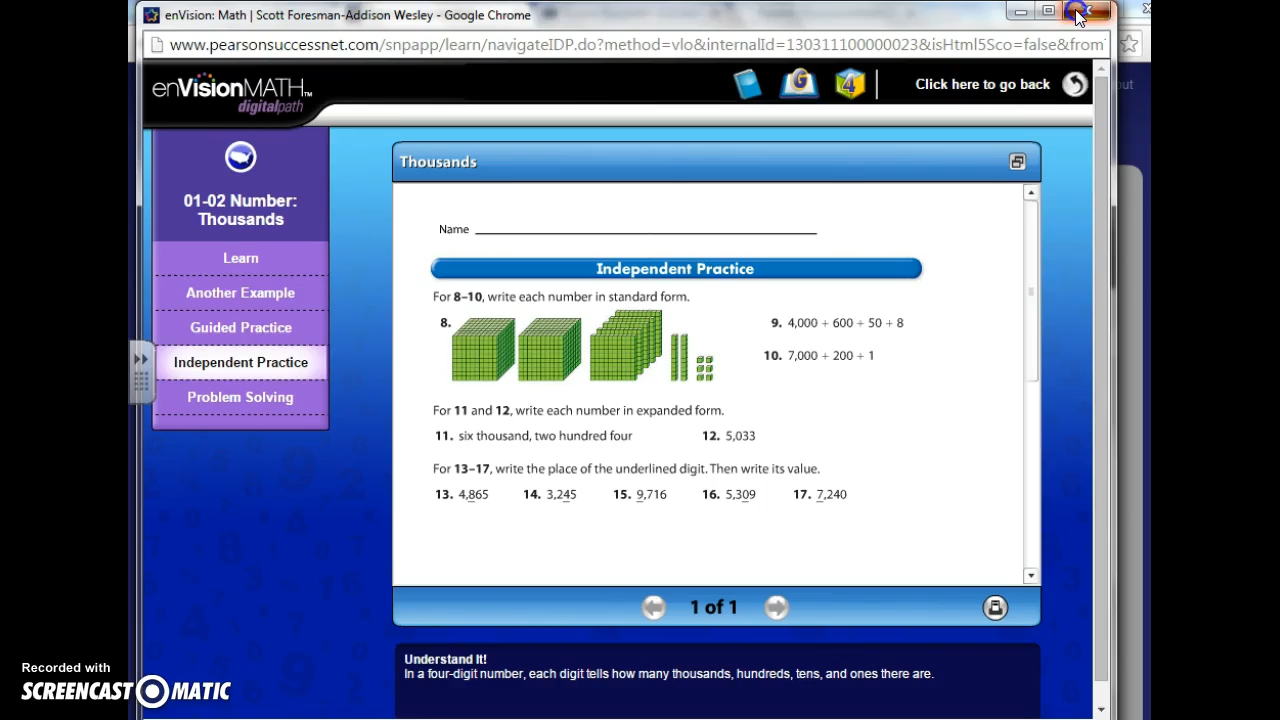 enVision: Math | Scott Foresman-Addison Wesley - Google Chrome
www.pearsonsuccessnet.com/snpapp/learn/navigateIDP.do?method=vlo&internalId=130311100000023&isHtml5Sco=false&from
enVisionMATH™
digitalpath
G
4
Click here to go back
out
01-02 Number:
Thousands
Learn
Another Example
Guided Practice
Independent Practice
Problem Solving
Thousands
Name
Independent Practice
For 8–10, write each number in standard form.
8.
9. 4,000 + 600 + 50 + 8
10. 7,000 + 200 + 1
For 11 and 12, write each number in expanded form.
11. six thousand, two hundred four 12. 5,033
For 13–17, write the place of the underlined digit. Then write its value.
13. 4,865 14. 3,245 15. 9,716 16. 5,309 17. 7,240
1 of 1
Understand It!
In a four-digit number, each digit tells how many thousands, hundreds, tens, and ones there are.
Recorded with
SCREENCAST O MATIC